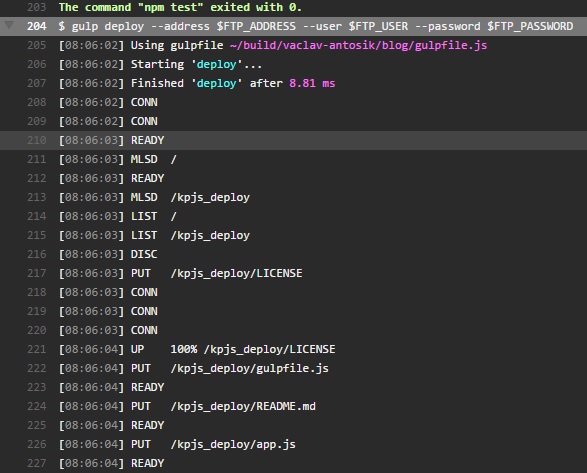 203 The command "npm test" exited with 0.
204 $ gulp deploy --address $FTP_ADDRESS --user $FTP_USER --password $FTP_PASSWORD
205 [08:06:02] Using gulpfile ~/build/vaclav-antosik/blog/gulpfile.js
206 [08:06:02] Starting 'deploy'...
207 [08:06:02] Finished 'deploy' after 8.81 ms
208 [08:06:02] CONN
209 [08:06:02] CONN
210 [08:06:03] READY
211 [08:06:03] MLSD  /
212 [08:06:03] READY
213 [08:06:03] MLSD  /kpjs_deploy
214 [08:06:03] LIST  /
215 [08:06:03] LIST  /kpjs_deploy
216 [08:06:03] DISC
217 [08:06:03] PUT   /kpjs_deploy/LICENSE
218 [08:06:03] CONN
219 [08:06:03] CONN
220 [08:06:03] CONN
221 [08:06:04] UP    100% /kpjs_deploy/LICENSE
222 [08:06:04] PUT   /kpjs_deploy/gulpfile.js
223 [08:06:04] READY
224 [08:06:04] PUT   /kpjs_deploy/README.md
225 [08:06:04] READY
226 [08:06:04] PUT   /kpjs_deploy/app.js
227 [08:06:04] READY